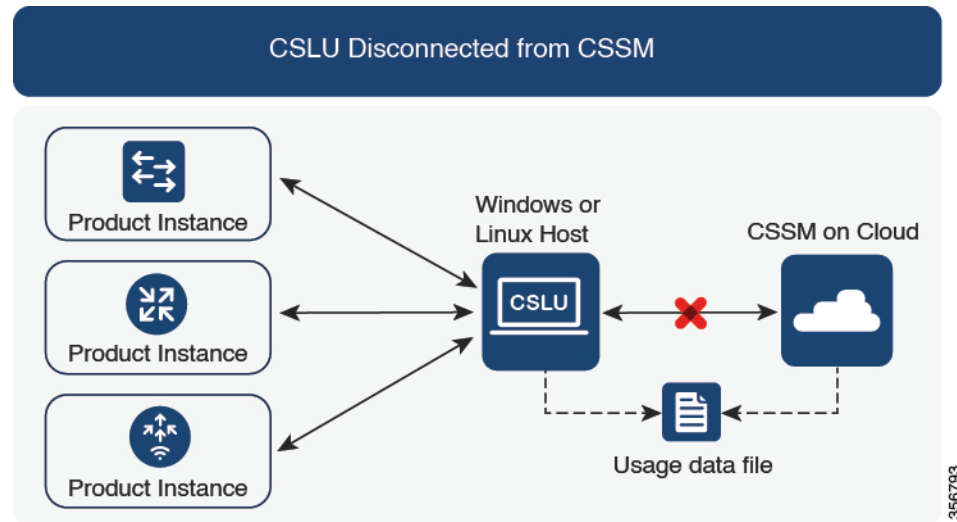 CSLU Disconnected from CSSM
Product Instance
Product Instance
Product Instance
Windows or
Linux Host
CSLU
CSSM on Cloud
Usage data file
356793